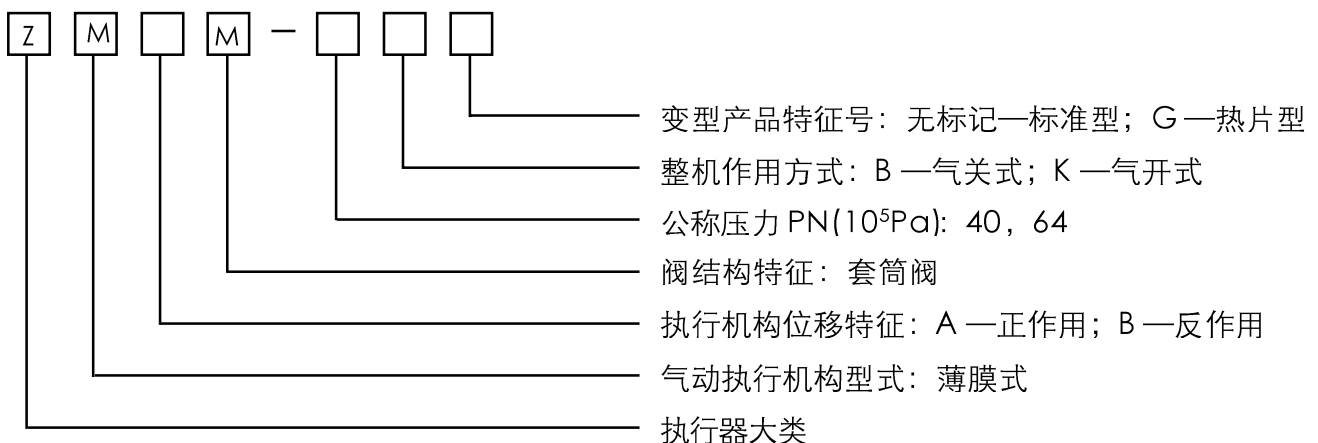 Z M M —
变型产品特征号：无标记—标准型；G—热片型
整机作用方式：B—气关式；K—气开式
公称压力PN(10⁵Pa): 40，64
阀结构特征：套筒阀
执行机构位移特征：A—正作用；B—反作用
气动执行机构型式：薄膜式
执行器大类